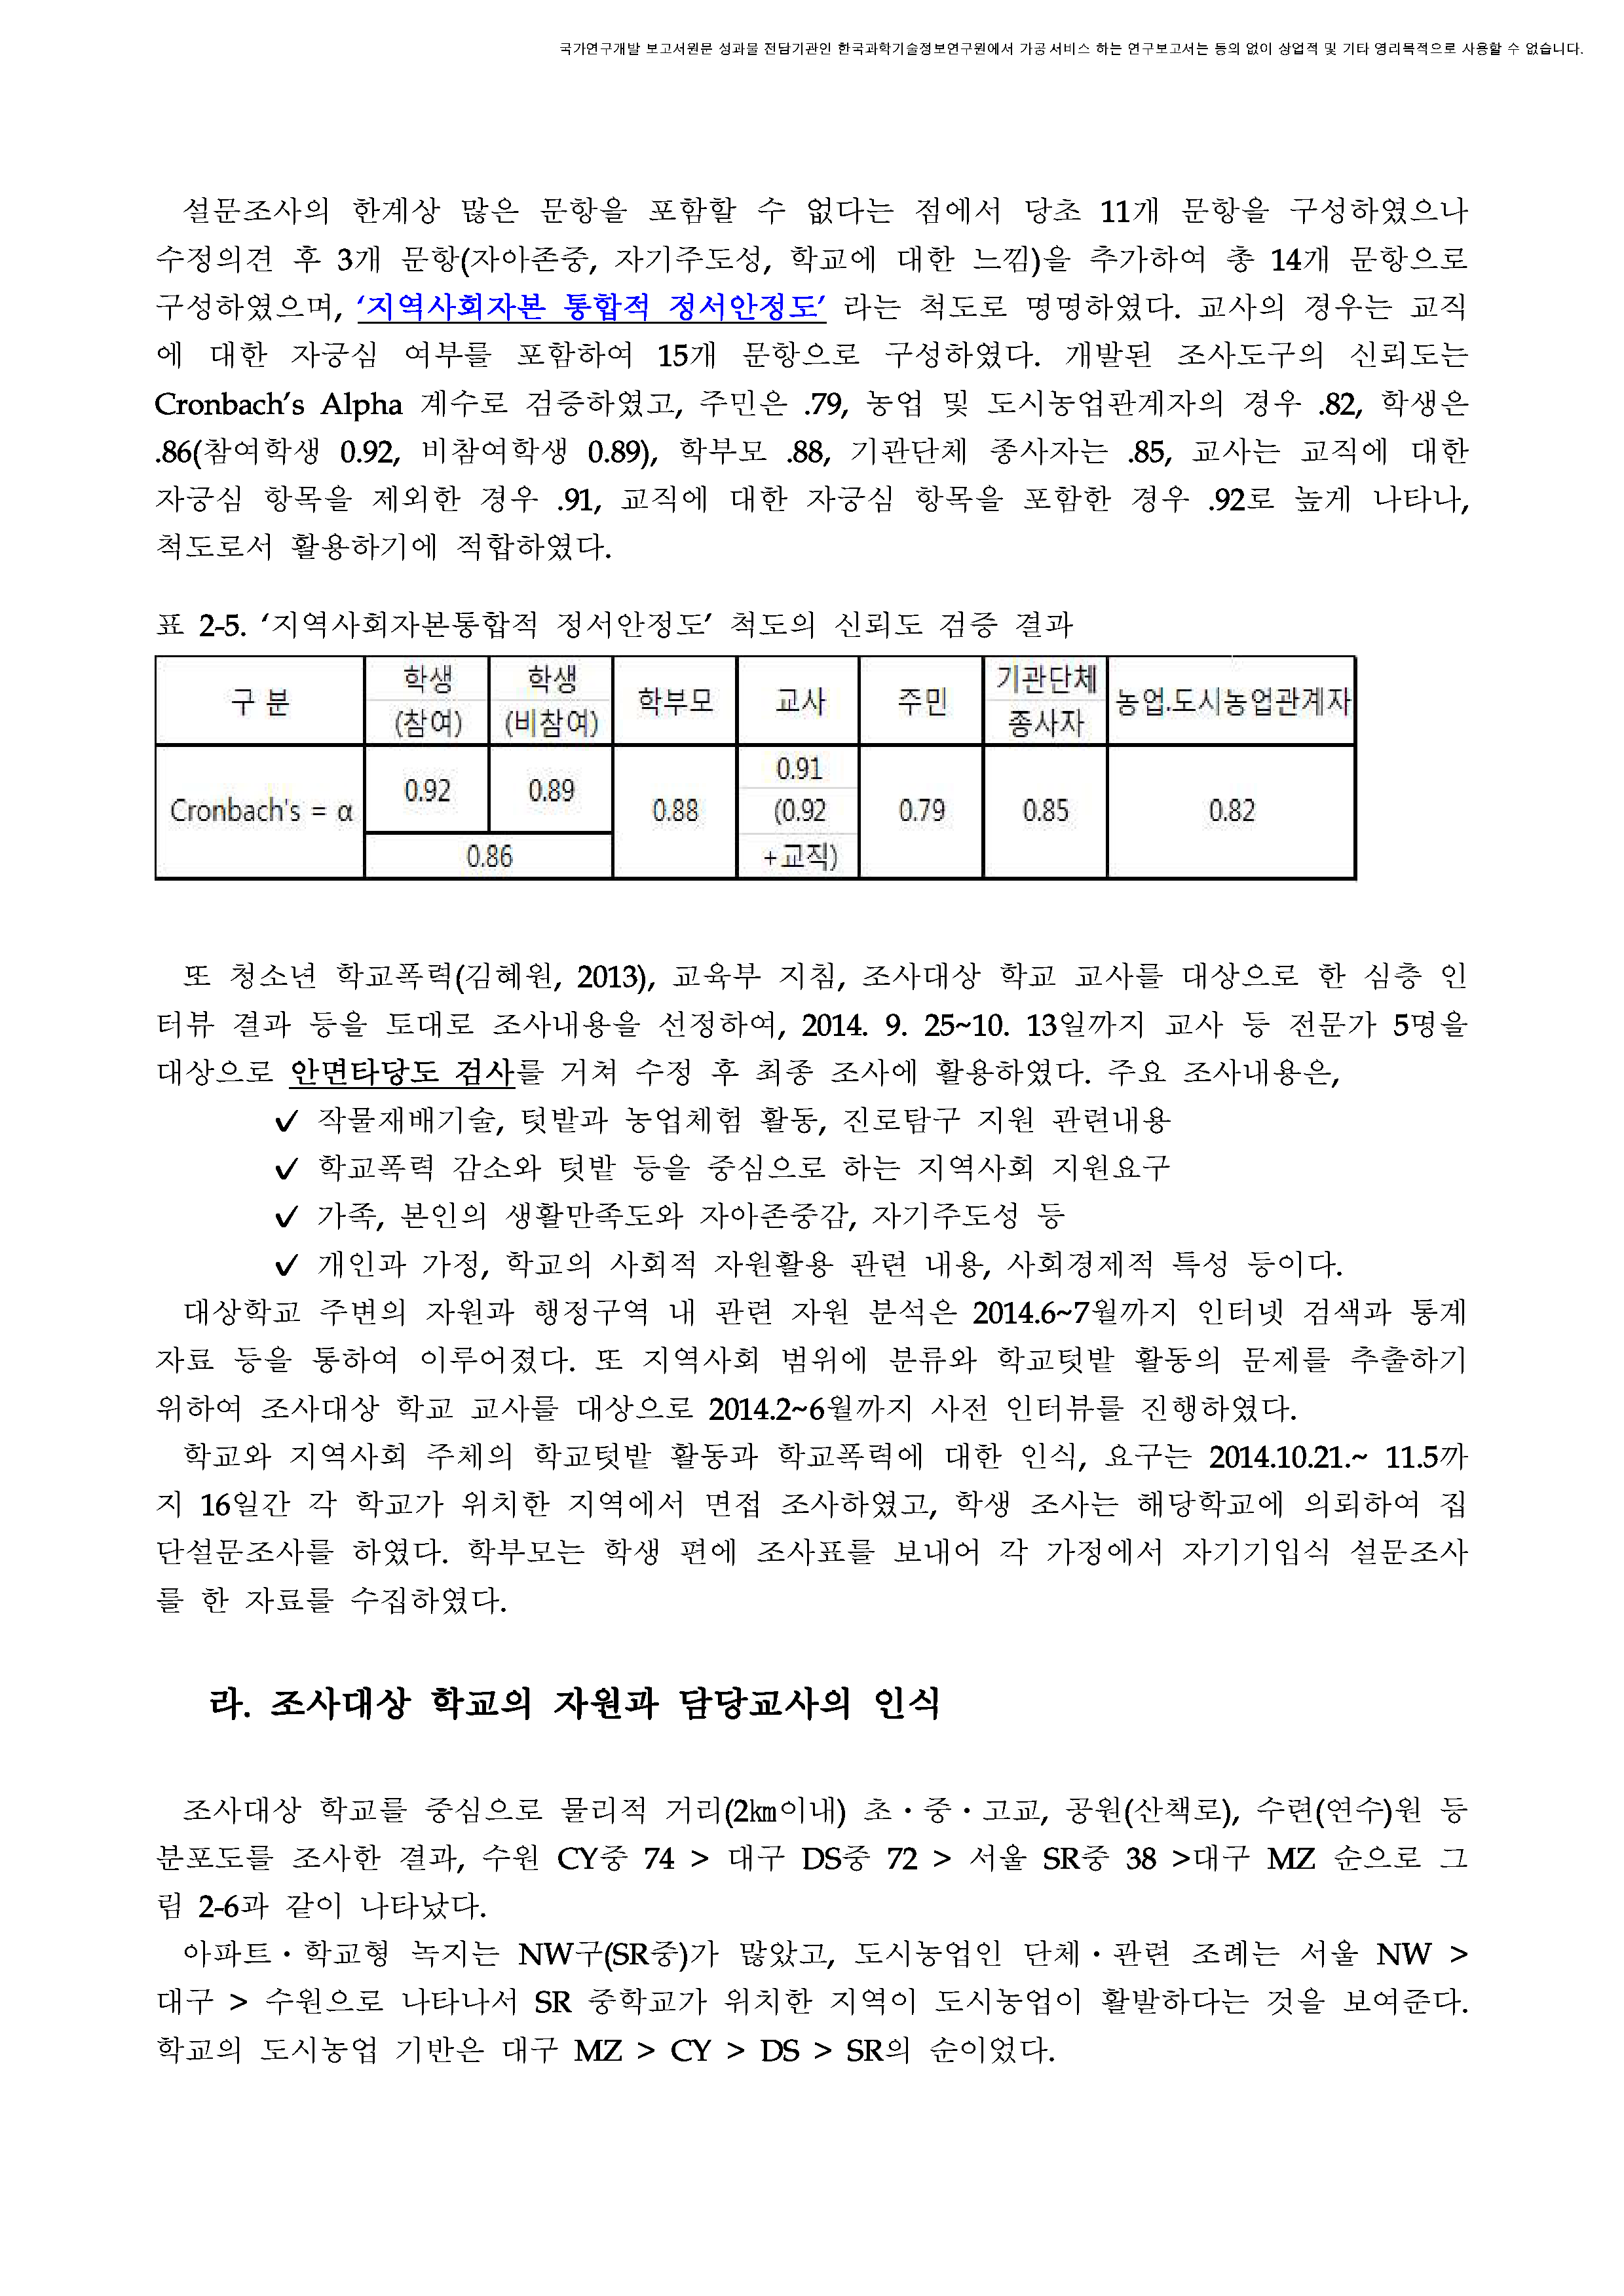 국가연구개발 보고서원문 성과물 전담기관인 한국과학기술정보연구원에서 가공·서비스 하는 연구보고서는 동의 없이 상업적 및 기타 영리목적으로 사용할 수 없습니다.
설문조사의 한계상 많은 문항을 포함할 수 없다는 점에서 당초 11개 문항을 구성하였으나
수정의견 후 3개 문항(자아존중, 자기주도성, 학교에 대한 느낌)을 추가하여 총 14개 문항으로
구성하였으며, ‘지역사회자본 통합적 정서안정도’ 라는 척도로 명명하였다. 교사의 경우는 교직
에 대한 자긍심 여부를 포함하여 15개 문항으로 구성하였다. 개발된 조사도구의 신뢰도는
Cronbach’s Alpha 계수로 검증하였고, 주민은 .79, 농업 및 도시농업관계자의 경우 .82, 학생은
.86(참여학생 0.92, 비참여학생 0.89), 학부모 .88, 기관단체 종사자는 .85, 교사는 교직에 대한
자긍심 항목을 제외한 경우 .91, 교직에 대한 자긍심 항목을 포함한 경우 .92로 높게 나타나,
척도로서 활용하기에 적합하였다.
표 2-5. ‘지역사회자본통합적 정서안정도’ 척도의 신뢰도 검증 결과
구 분 학생 (참여) 학생 (비참여) 학부모 교사 주민 기관단체 종사자 농업.도시농업관계자
Cronbach's = α 0.92 0.89 0.88 0.91 (0.92 +교직) 0.79 0.85 0.82
0.86
또 청소년 학교폭력(김혜원, 2013), 교육부 지침, 조사대상 학교 교사를 대상으로 한 심층 인
터뷰 결과 등을 토대로 조사내용을 선정하여, 2014. 9. 25~10. 13일까지 교사 등 전문가 5명을
대상으로 안면타당도 검사를 거쳐 수정 후 최종 조사에 활용하였다. 주요 조사내용은,
✓ 작물재배기술, 텃밭과 농업체험 활동, 진로탐구 지원 관련내용
✓ 학교폭력 감소와 텃밭 등을 중심으로 하는 지역사회 지원요구
✓ 가족, 본인의 생활만족도와 자아존중감, 자기주도성 등
✓ 개인과 가정, 학교의 사회적 자원활용 관련 내용, 사회경제적 특성 등이다.
대상학교 주변의 자원과 행정구역 내 관련 자원 분석은 2014.6~7월까지 인터넷 검색과 통계
자료 등을 통하여 이루어졌다. 또 지역사회 범위에 분류와 학교텃밭 활동의 문제를 추출하기
위하여 조사대상 학교 교사를 대상으로 2014.2~6월까지 사전 인터뷰를 진행하였다.
학교와 지역사회 주체의 학교텃밭 활동과 학교폭력에 대한 인식, 요구는 2014.10.21.~ 11.5까
지 16일간 각 학교가 위치한 지역에서 면접 조사하였고, 학생 조사는 해당학교에 의뢰하여 집
단설문조사를 하였다. 학부모는 학생 편에 조사표를 보내어 각 가정에서 자기기입식 설문조사
를 한 자료를 수집하였다.
라. 조사대상 학교의 자원과 담당교사의 인식
조사대상 학교를 중심으로 물리적 거리(2㎞이내) 초·중·고교, 공원(산책로), 수련(연수)원 등
분포도를 조사한 결과, 수원 CY중 74 > 대구 DS중 72 > 서울 SR중 38 >대구 MZ 순으로 그
림 2-6과 같이 나타났다.
아파트·학교형 녹지는 NW구(SR중)가 많았고, 도시농업인 단체·관련 조례는 서울 NW >
대구 > 수원으로 나타나서 SR 중학교가 위치한 지역이 도시농업이 활발하다는 것을 보여준다.
학교의 도시농업 기반은 대구 MZ > CY > DS > SR의 순이었다.